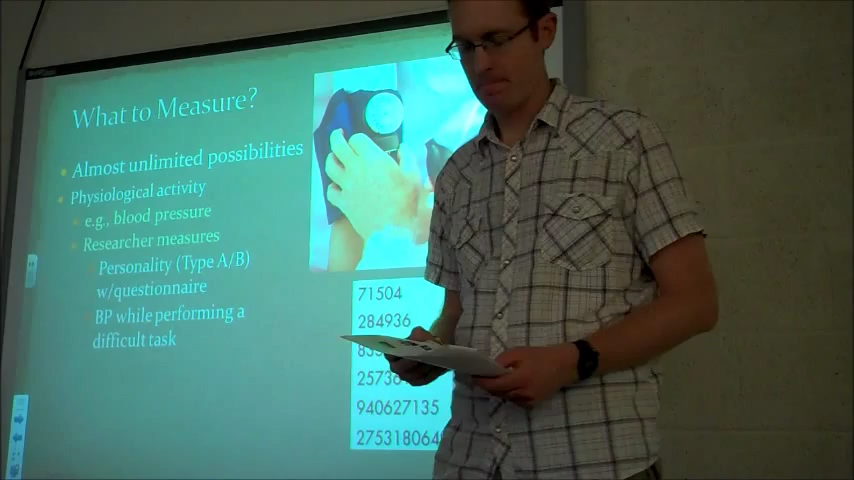 What to Measure?
Almost unlimited possibilities
Physiological activity
e.g., blood pressure
Researcher measures
Personality (Type A/B)
w/questionnaire
BP while performing a
difficult task
71504
284936
940627135